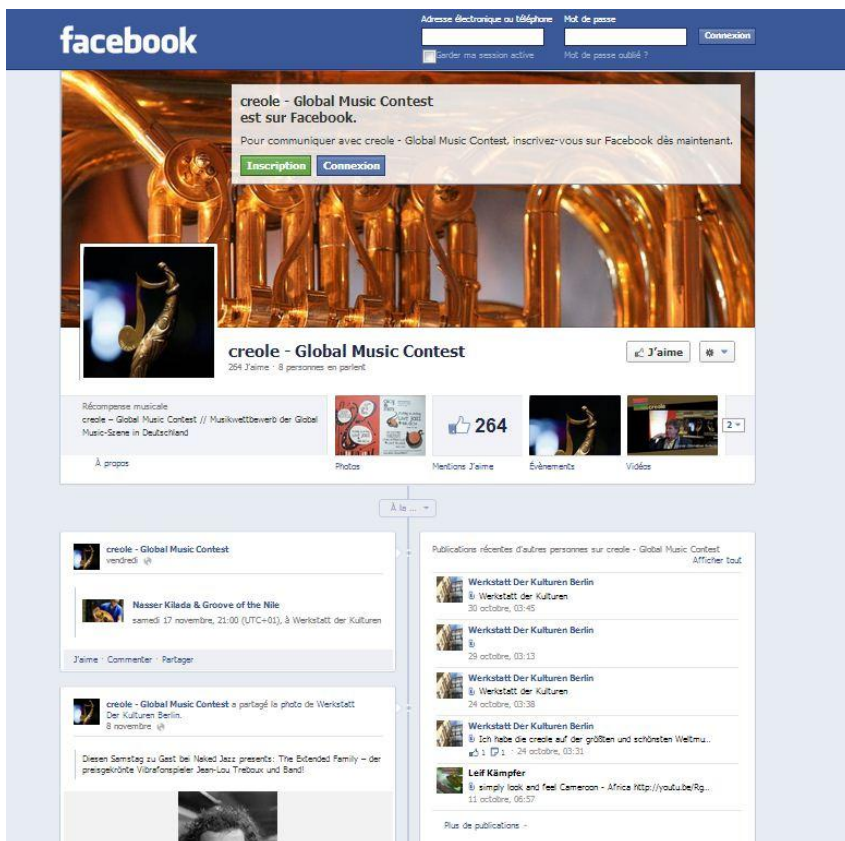 facebook
Adresse électronique ou téléphone
Mot de passe
Connexion
Garder ma session active
Mot de passe oublié ?
creole - Global Music Contest
est sur Facebook.
Pour communiquer avec creole - Global Music Contest, inscrivez-vous sur Facebook dès maintenant.
Inscription
Connexion
creole - Global Music Contest
264 J'aime · 8 personnes en parlent
J'aime
Récompense musicale
creole – Global Music Contest // Musikwettbewerb der Global
Music-Szene in Deutschland
À propos
Photos
264
Mentions J'aime
Évènements
Vidéos
2
À la ...
creole - Global Music Contest
vendredi
Nasser Kilada & Groove of the Nile
samedi 17 novembre, 21:00 (UTC+01), à Werkstatt der Kulturen
J'aime · Commenter · Partager
creole - Global Music Contest a partagé la photo de Werkstatt
Der Kulturen Berlin.
8 novembre
Diesen Samstag zu Gast bei Naked Jazz presents: The Extended Family – der
preisgekrönte Vibrafonspieler Jean-Lou Treboux und Band!
Publications récentes d'autres personnes sur creole - Global Music Contest
Afficher tout
Werkstatt Der Kulturen Berlin
Werkstatt der Kulturen
30 octobre, 03:45
Werkstatt Der Kulturen Berlin
29 octobre, 03:13
Werkstatt Der Kulturen Berlin
Werkstatt der Kulturen
24 octobre, 03:38
Werkstatt Der Kulturen Berlin
Ich habe die creole auf der größten und schönsten Weltmu...
1 1 · 24 octobre, 03:31
Leif Kämpfer
simply look and feel Cameroon - Africa http://youtu.be/Rg...
11 octobre, 06:57
Plus de publications